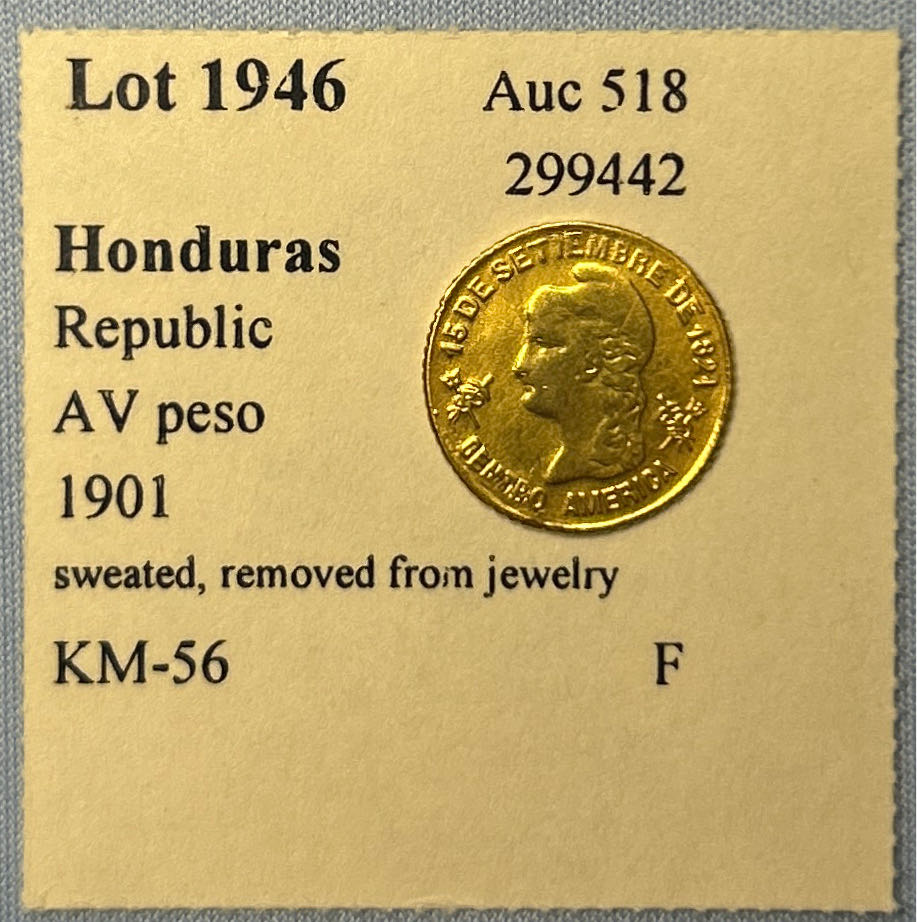 Lot 1946 Auc 518
299442
Honduras
Republic
AV peso
1901
sweated, removed from jewelry
KM-56 F
15 DE SETIEMBRE DE 1821
CENTRO AMERICA